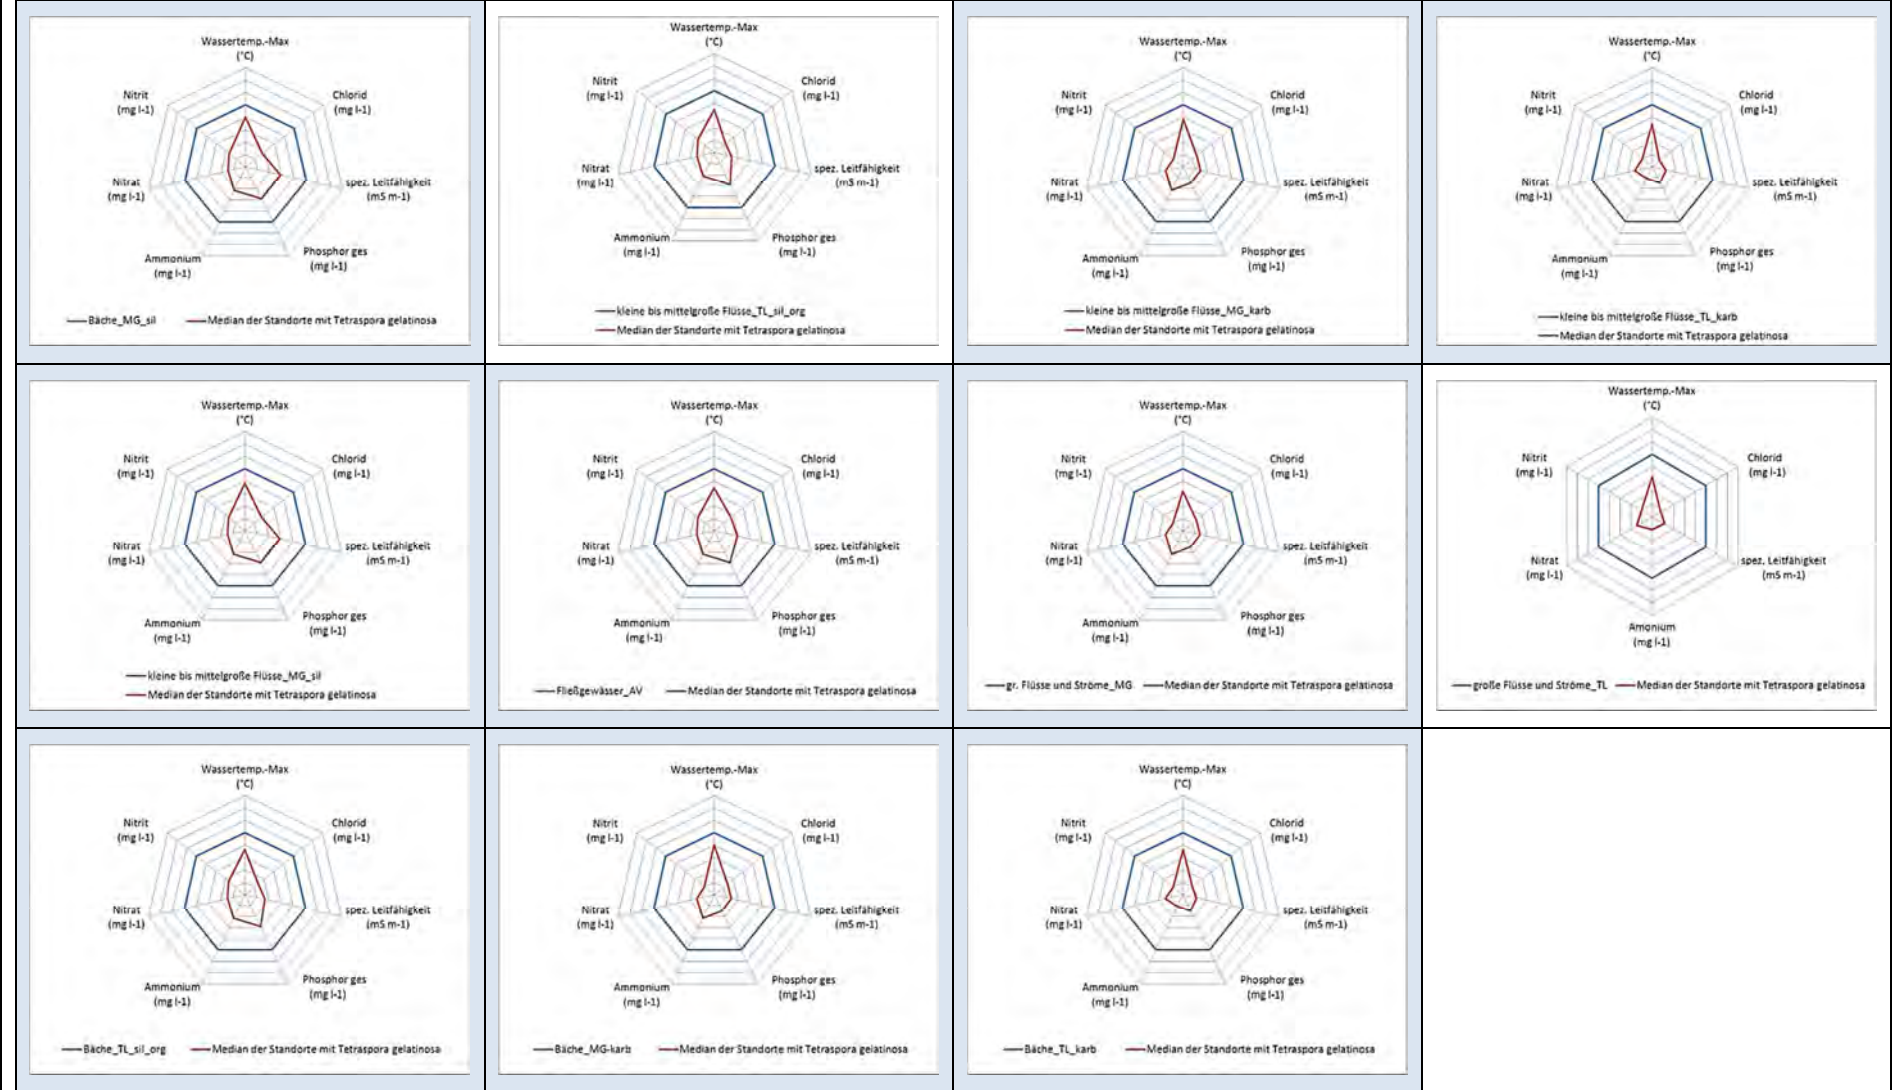 Wassertemp.-Max
(°C)
Nitrit
(mg l-1)
Chlorid
(mg l-1)
Nitrat
(mg l-1)
spez. Leitfähigkeit
(mS m-1)
Ammonium
(mg l-1)
Phosphor ges
(mg l-1)
Bäche_MG_sil
Median der Standorte mit Tetraspora gelatinosa
Wassertemp.-Max
(°C)
Nitrit
(mg l-1)
Chlorid
(mg l-1)
Nitrat
(mg l-1)
spez. Leitfähigkeit
(mS m-1)
Ammonium
(mg l-1)
Phosphor ges
(mg l-1)
kleine bis mittelgroße Flüsse_TL_sil_org
Median der Standorte mit Tetraspora gelatinosa
Wassertemp.-Max
(°C)
Nitrit
(mg l-1)
Chlorid
(mg l-1)
Nitrat
(mg l-1)
spez. Leitfähigkeit
(mS m-1)
Ammonium
(mg l-1)
Phosphor ges
(mg l-1)
kleine bis mittelgroße Flüsse_MG_karb
Median der Standorte mit Tetraspora gelatinosa
Wassertemp.-Max
(°C)
Nitrit
(mg l-1)
Chlorid
(mg l-1)
Nitrat
(mg l-1)
spez. Leitfähigkeit
(mS m-1)
Ammonium
(mg l-1)
Phosphor ges
(mg l-1)
kleine bis mittelgroße Flüsse_TL_karb
Median der Standorte mit Tetraspora gelatinosa
Wassertemp.-Max
(°C)
Nitrit
(mg l-1)
Chlorid
(mg l-1)
Nitrat
(mg l-1)
spez. Leitfähigkeit
(mS m-1)
Ammonium
(mg l-1)
Phosphor ges
(mg l-1)
kleine bis mittelgroße Flüsse_MG_sil
Median der Standorte mit Tetraspora gelatinosa
Wassertemp.-Max
(°C)
Nitrit
(mg l-1)
Chlorid
(mg l-1)
Nitrat
(mg l-1)
spez. Leitfähigkeit
(mS m-1)
Ammonium
(mg l-1)
Phosphor ges
(mg l-1)
Fließgewässer_AV
Median der Standorte mit Tetraspora gelatinosa
Wassertemp.-Max
(°C)
Nitrit
(mg l-1)
Chlorid
(mg l-1)
Nitrat
(mg l-1)
spez. Leitfähigkeit
(mS m-1)
Ammonium
(mg l-1)
Phosphor ges
(mg l-1)
gr. Flüsse und Ströme_MG
Median der Standorte mit Tetraspora gelatinosa
Wassertemp.-Max
(°C)
Nitrit
(mg l-1)
Chlorid
(mg l-1)
Nitrat
(mg l-1)
spez. Leitfähigkeit
(mS m-1)
Amonium
(mg l-1)
große Flüsse und Ströme_TL
Median der Standorte mit Tetraspora gelatinosa
Wassertemp.-Max
(°C)
Nitrit
(mg l-1)
Chlorid
(mg l-1)
Nitrat
(mg l-1)
spez. Leitfähigkeit
(mS m-1)
Ammonium
(mg l-1)
Phosphor ges
(mg l-1)
Bäche_TL_sil_org
Median der Standorte mit Tetraspora gelatinosa
Wassertemp.-Max
(°C)
Nitrit
(mg l-1)
Chlorid
(mg l-1)
Nitrat
(mg l-1)
spez. Leitfähigkeit
(mS m-1)
Ammonium
(mg l-1)
Phosphor ges
(mg l-1)
Bäche_MG-karb
Median der Standorte mit Tetraspora gelatinosa
Wassertemp.-Max
(°C)
Nitrit
(mg l-1)
Chlorid
(mg l-1)
Nitrat
(mg l-1)
spez. Leitfähigkeit
(mS m-1)
Ammonium
(mg l-1)
Phosphor ges
(mg l-1)
Bäche_TL_karb
Median der Standorte mit Tetraspora gelatinosa